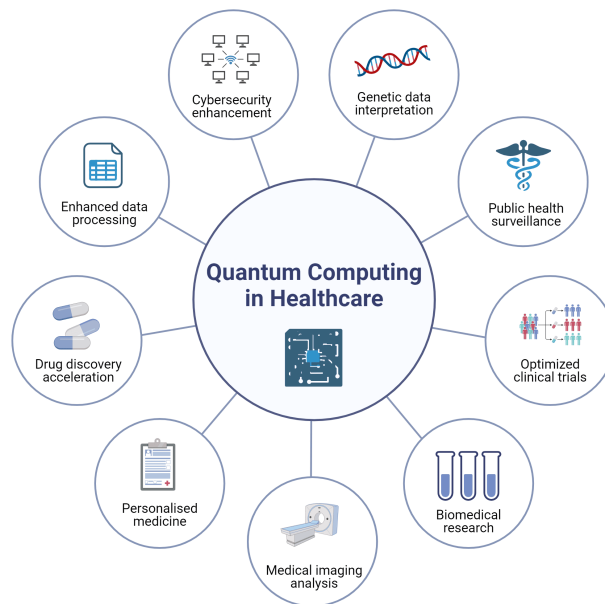 Quantum Computing
in Healthcare
Cybersecurity
enhancement
Genetic data
interpretation
Public health
surveillance
Optimized
clinical trials
Biomedical
research
Medical imaging
analysis
Personalised
medicine
Drug discovery
acceleration
Enhanced data
processing